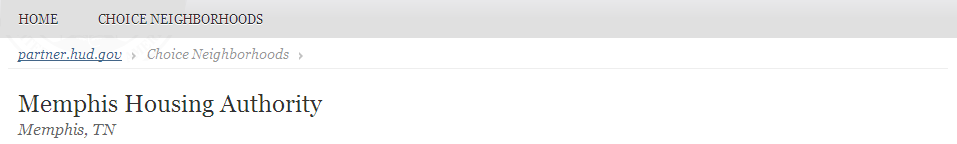 HOME CHOICE NEIGHBORHOODS
partner.hud.gov › Choice Neighborhoods ›
Memphis Housing Authority
Memphis, TN